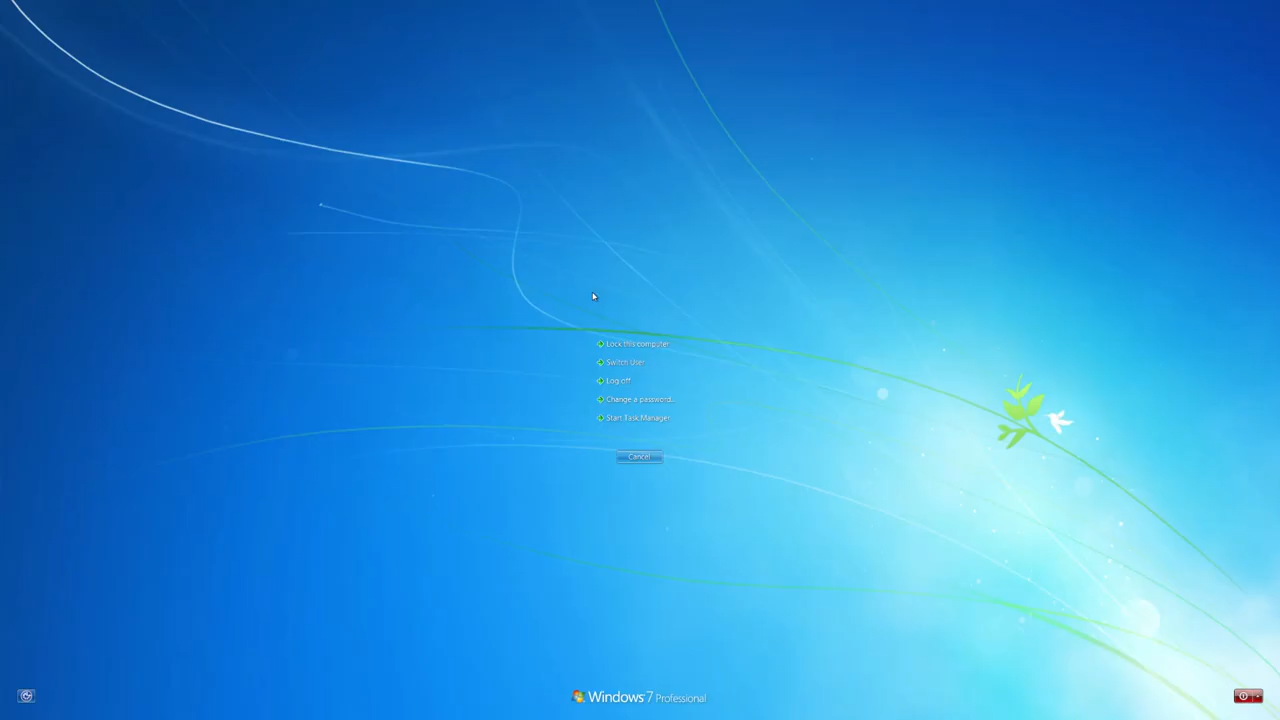 Lock this computer
Switch User
Log off
Change a password...
Start Task Manager
Cancel
Windows 7 Professional